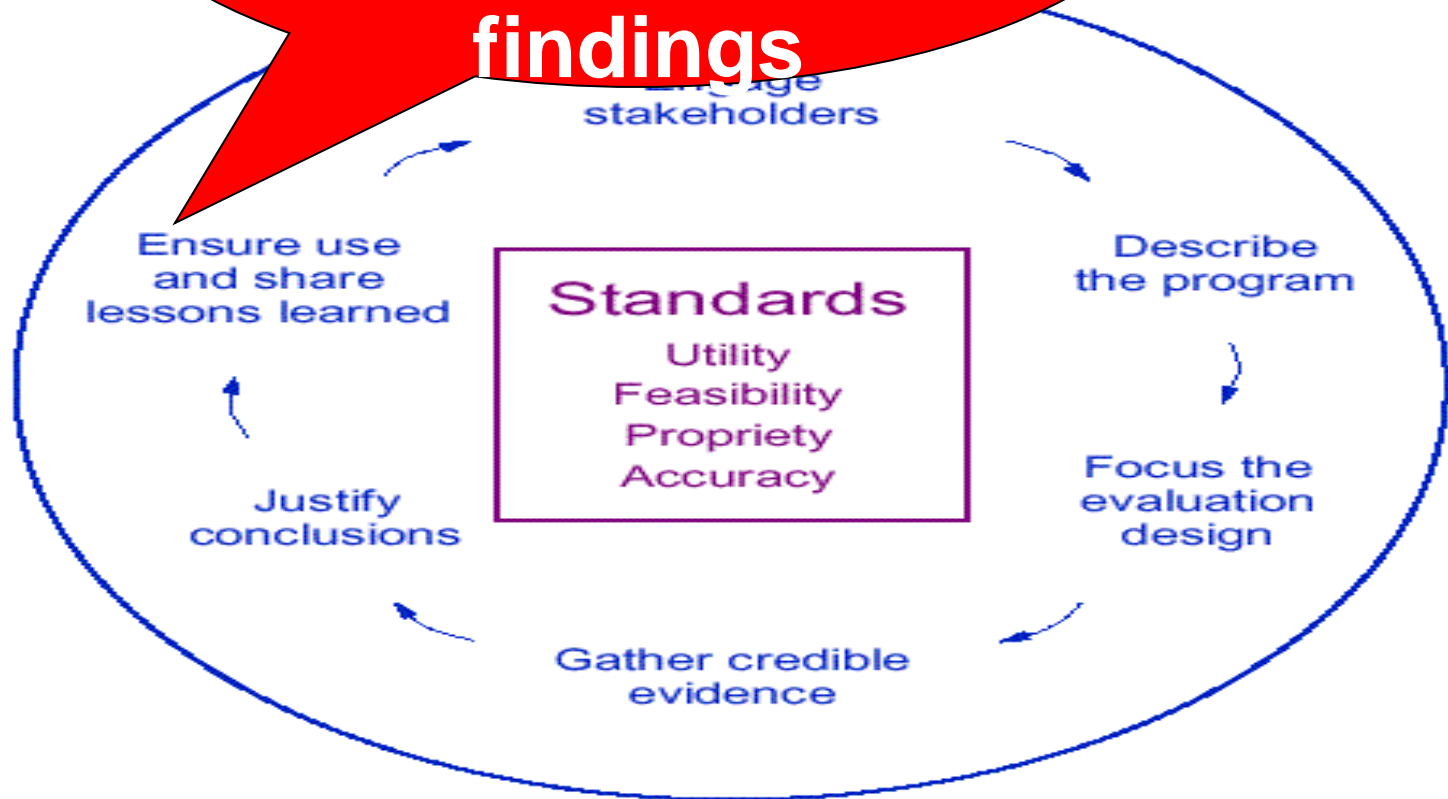 findings
Engage
stakeholders
Describe
the program
Focus the
evaluation
design
Gather credible
evidence
Justify
conclusions
Ensure use
and share
lessons learned
Standards
Utility
Feasibility
Propriety
Accuracy